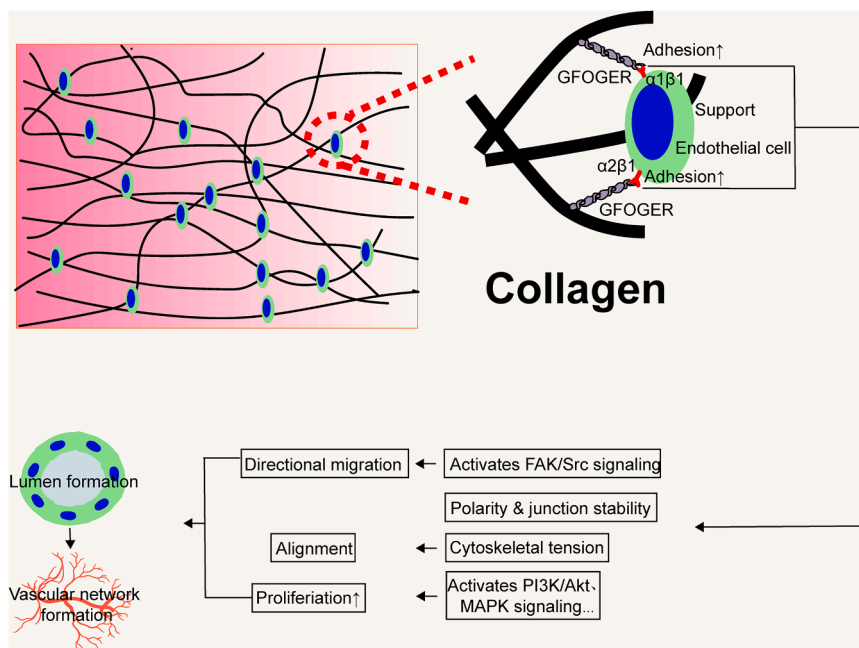 Adhesion↑
GFOGER
α1β1
Support
Endothelial cell
α2β1
Adhesion↑
GFOGER
Collagen
Lumen formation
Vascular network
formation
Directional migration
Activates FAK/Src signaling
Polarity & junction stability
Alignment
Cytoskeletal tension
Proliferiation↑
Activates PI3K/Akt、
MAPK signaling...